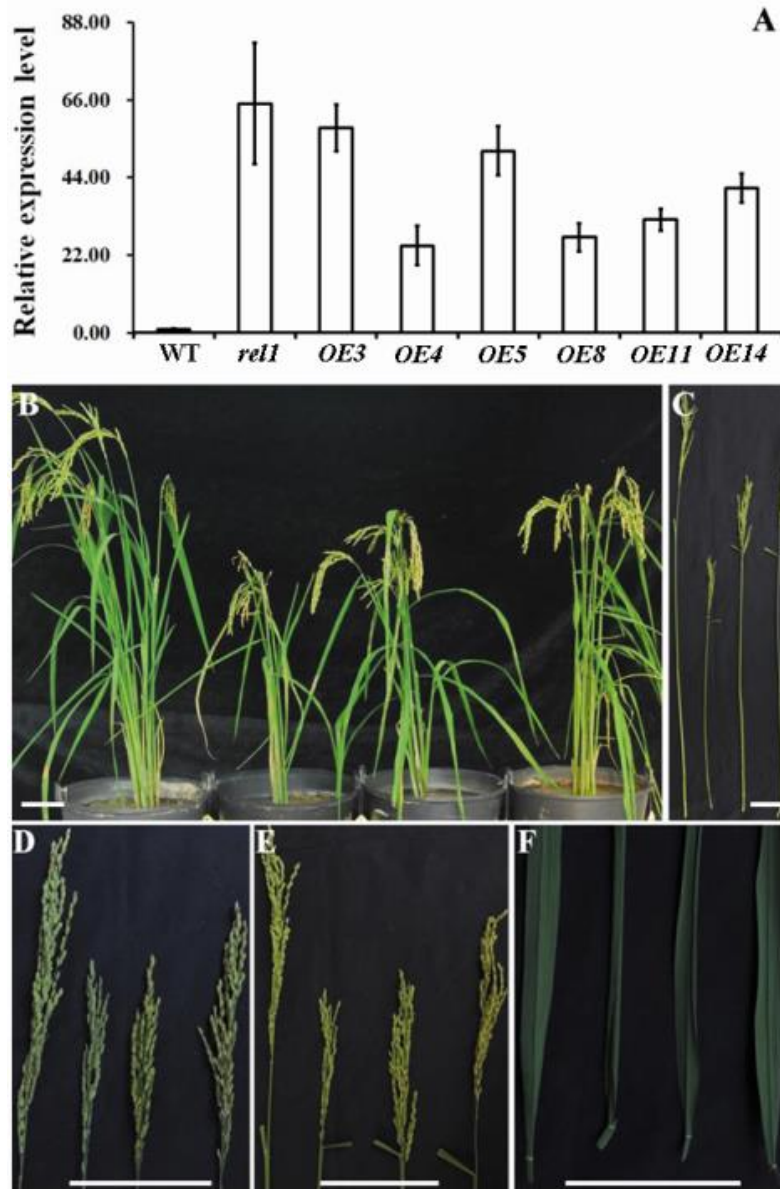 88.00
A
66.00
44.00
22.00
0.00
Relative expression level
WT rel1 OE3 OE4 OE5 OE8 OE11 OE14
B
C
D
E
F